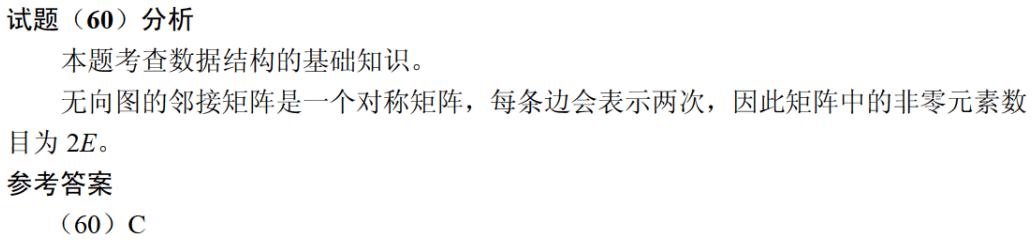 试题（60）分析
本题考查数据结构的基础知识。
无向图的邻接矩阵是一个对称矩阵，每条边会表示两次，因此矩阵中的非零元素数
目为 2E。
参考答案
（60）C